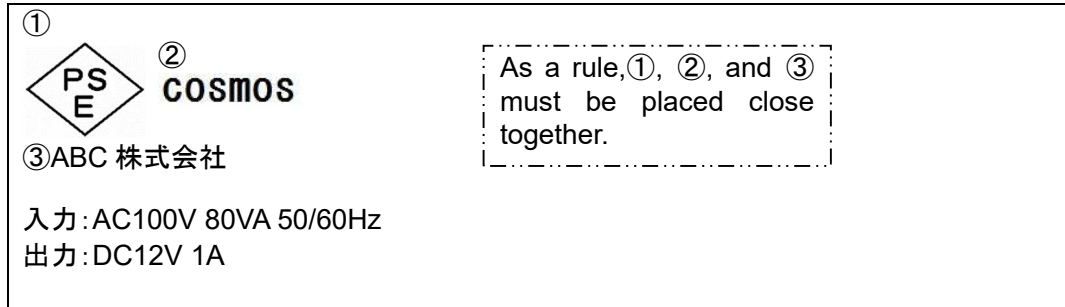 ①
PS
E
②
cosmos
As a rule,①, ②, and ③
must be placed close
together.
③ABC 株式会社
入力:AC100V 80VA 50/60Hz
出力:DC12V 1A